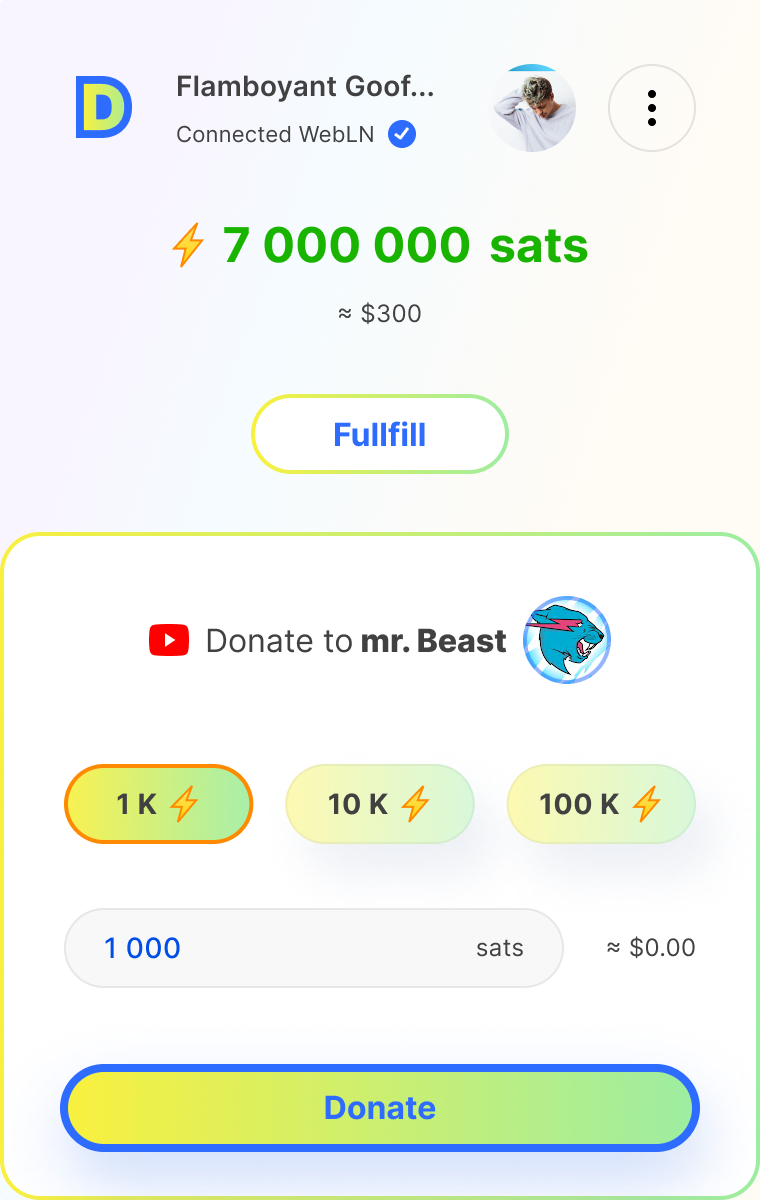 D
Flamboyant Goof...
Connected WebLN
7 000 000 sats
≈ $300
Fullfill
Donate to mr. Beast
1 K
10 K
100 K
1 000 sats
≈ $0.00
Donate